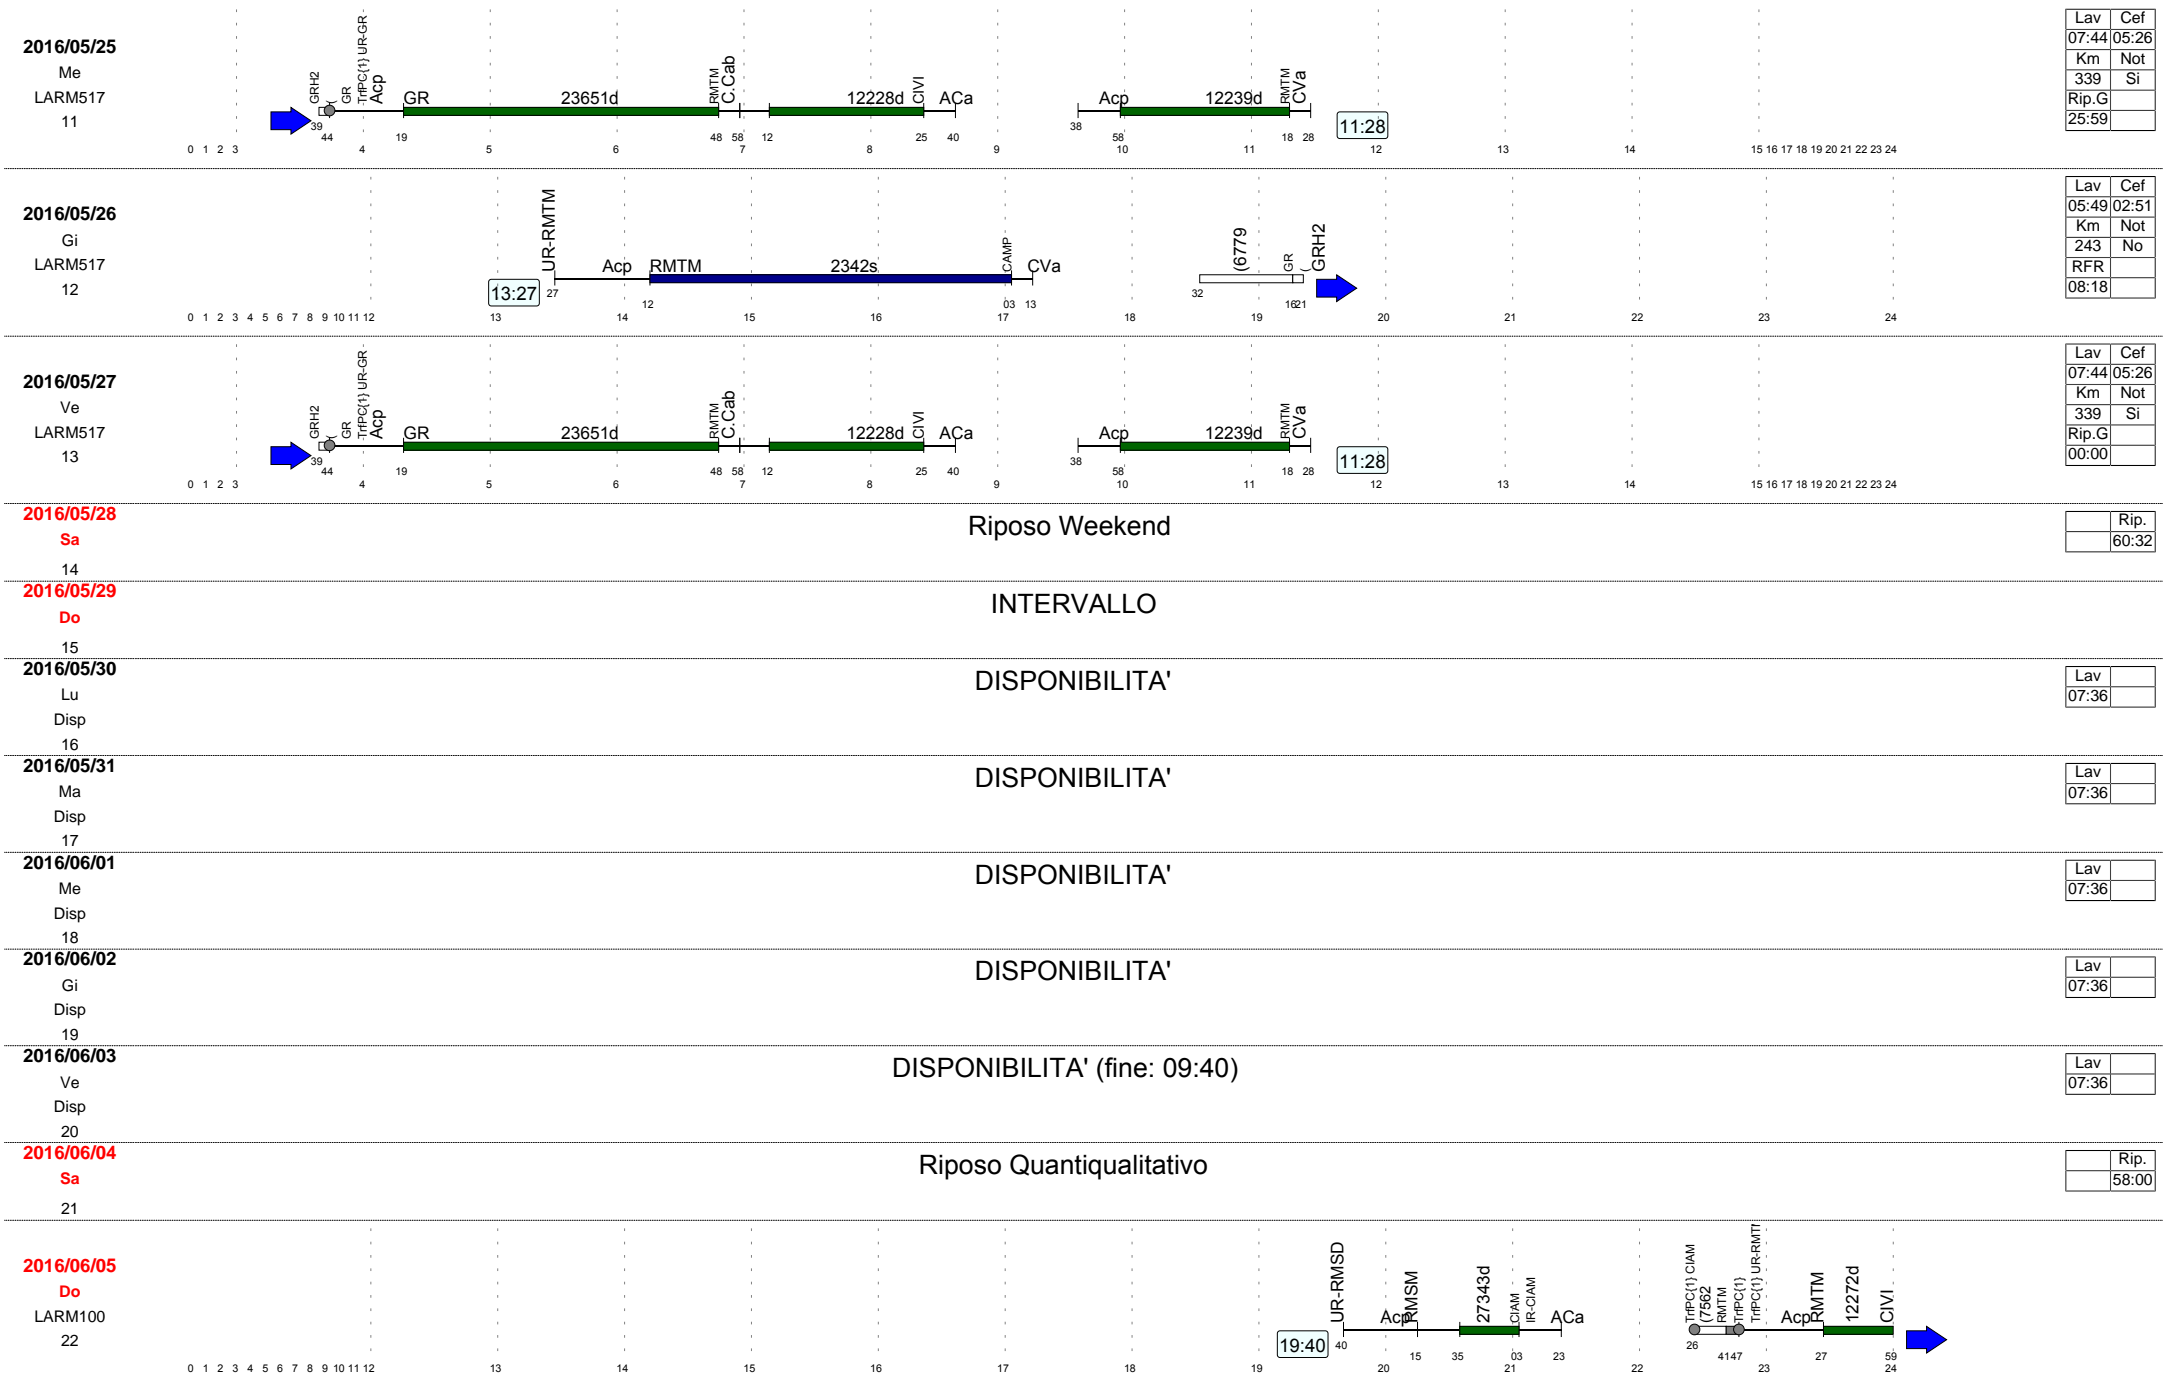 2016/05/25
Me
LARM517
11
GRH2
(
GR
TrfPC{1} UR-GR
Acp
GR
23651d
RMTM
C.Cab
12228d
CIVI
ACa
Acp
12239d
RMTM
CVa
11:28
39 44 19 48 58 12 25 40 38 58 18 28
0 1 2 3 4 5 6 7 8 9 10 11 12 13 14 15 16 17 18 19 20 21 22 23 24
Lav Cef
07:44 05:26
Km Not
339 Si
Rip.G
25:59
2016/05/26
Gi
LARM517
12
13:27
UR-RMTM
Acp
RMTM
2342s
CAMP
CVa
(6779
GR
(
GRH2
27 12 03 13 32 16 21
0 1 2 3 4 5 6 7 8 9 10 11 12 13 14 15 16 17 18 19 20 21 22 23 24
Lav Cef
05:49 02:51
Km Not
243 No
RFR
08:18
2016/05/27
Ve
LARM517
13
GRH2
(
GR
TrfPC{1} UR-GR
Acp
GR
23651d
RMTM
C.Cab
12228d
CIVI
ACa
Acp
12239d
RMTM
CVa
11:28
39 44 19 48 58 12 25 40 38 58 18 28
0 1 2 3 4 5 6 7 8 9 10 11 12 13 14 15 16 17 18 19 20 21 22 23 24
Lav Cef
07:44 05:26
Km Not
339 Si
Rip.G
00:00
2016/05/28
Sa
14
Riposo Weekend
Rip.
60:32
2016/05/29
Do
15
INTERVALLO
2016/05/30
Lu
Disp
16
DISPONIBILITA'
Lav
07:36
2016/05/31
Ma
Disp
17
DISPONIBILITA'
Lav
07:36
2016/06/01
Me
Disp
18
DISPONIBILITA'
Lav
07:36
2016/06/02
Gi
Disp
19
DISPONIBILITA'
Lav
07:36
2016/06/03
Ve
Disp
20
DISPONIBILITA' (fine: 09:40)
Lav
07:36
2016/06/04
Sa
21
Riposo Quantiqualitativo
Rip.
58:00
2016/06/05
Do
LARM100
22
19:40
UR-RMSD
Acp
RMSM
27343d
CIAM
IR-CIAM
ACa
TrfPC{1} CIAM
(7562
RMTM
TrfPC{1}
TrfPC{1} UR-RMT
Acp
RMTM
12272d
CIVI
40 15 35 03 23 26 41 47 27 59
0 1 2 3 4 5 6 7 8 9 10 11 12 13 14 15 16 17 18 19 20 21 22 23 24